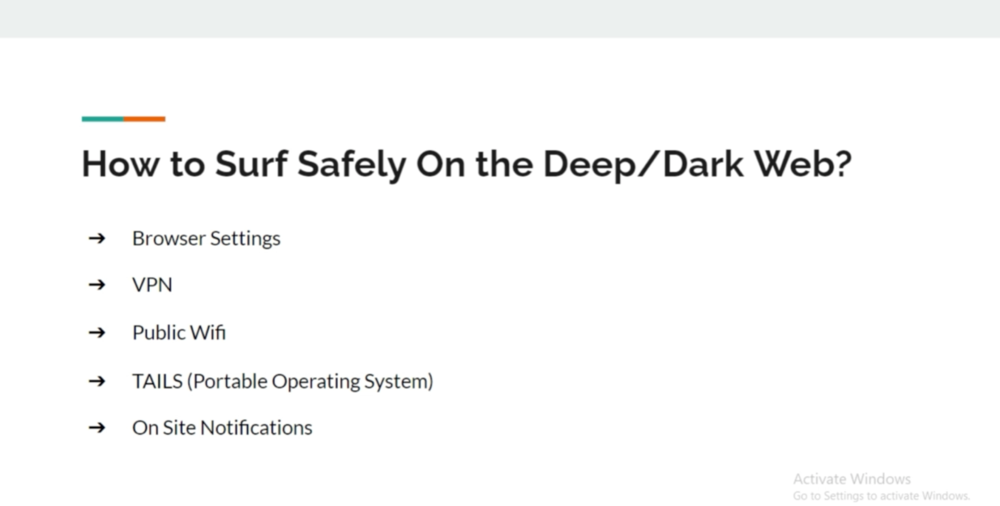 How to Surf Safely On the Deep/Dark Web?
➔ Browser Settings
➔ VPN
➔ Public Wifi
➔ TAILS (Portable Operating System)
➔ On Site Notifications
Activate Windows
Go to Settings to activate Windows.